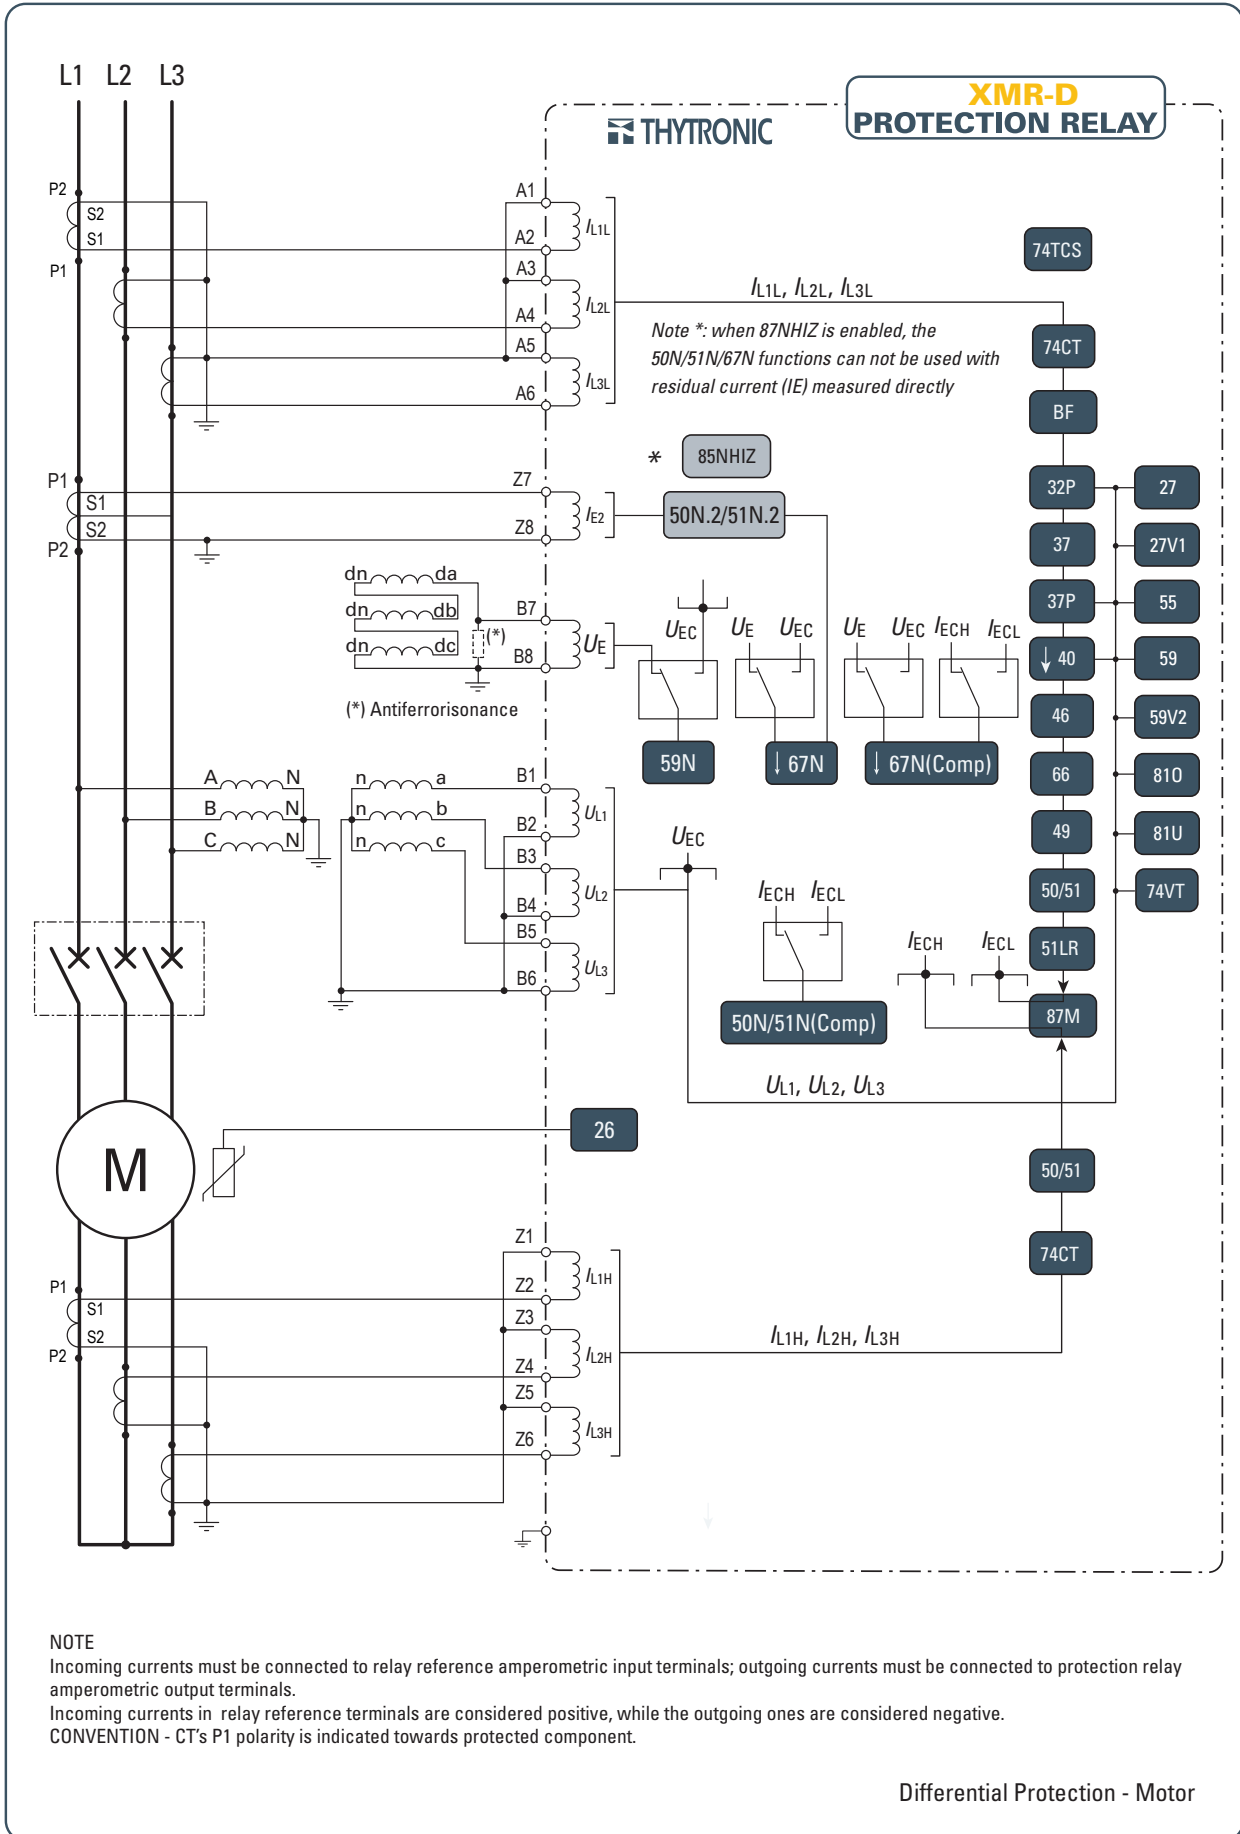 L1 L2 L3
XMR-D
PROTECTION RELAY
THYTRONIC
P2
S2
S1
P1
A1
A2
A3
A4
A5
A6
IL1L
IL2L
IL3L
IL1L, IL2L, IL3L
Note *: when 87NHIZ is enabled, the
50N/51N/67N functions can not be used with
residual current (IE) measured directly
74TCS
74CT
BF
P1
S1
S2
P2
Z7
Z8
IE2
* 85NHIZ
50N.2/51N.2
32P 27
37 27V1
37P 55
↓ 40 59
46 59V2
66 81O
49 81U
50/51 74VT
51LR
87M
dn da
dn db
dn dc
(*)
B7
B8
UE
(*) Antiferrorisonance
UEC UE UEC UE UEC IECH IECL
59N ↓ 67N ↓ 67N(Comp)
A N
B N
C N
n a
n b
n c
B1
B2
B3
B4
B5
B6
UL1
UL2
UL3
UEC
IECH IECL
50N/51N(Comp)
IECH IECL
UL1, UL2, UL3
26
M
50/51
74CT
P1
S1
S2
P2
Z1
Z2
Z3
Z4
Z5
Z6
IL1H
IL2H
IL3H
IL1H, IL2H, IL3H
NOTE
Incoming currents must be connected to relay reference amperometric input terminals; outgoing currents must be connected to protection relay
amperometric output terminals.
Incoming currents in relay reference terminals are considered positive, while the outgoing ones are considered negative.
CONVENTION - CT's P1 polarity is indicated towards protected component.
Differential Protection - Motor